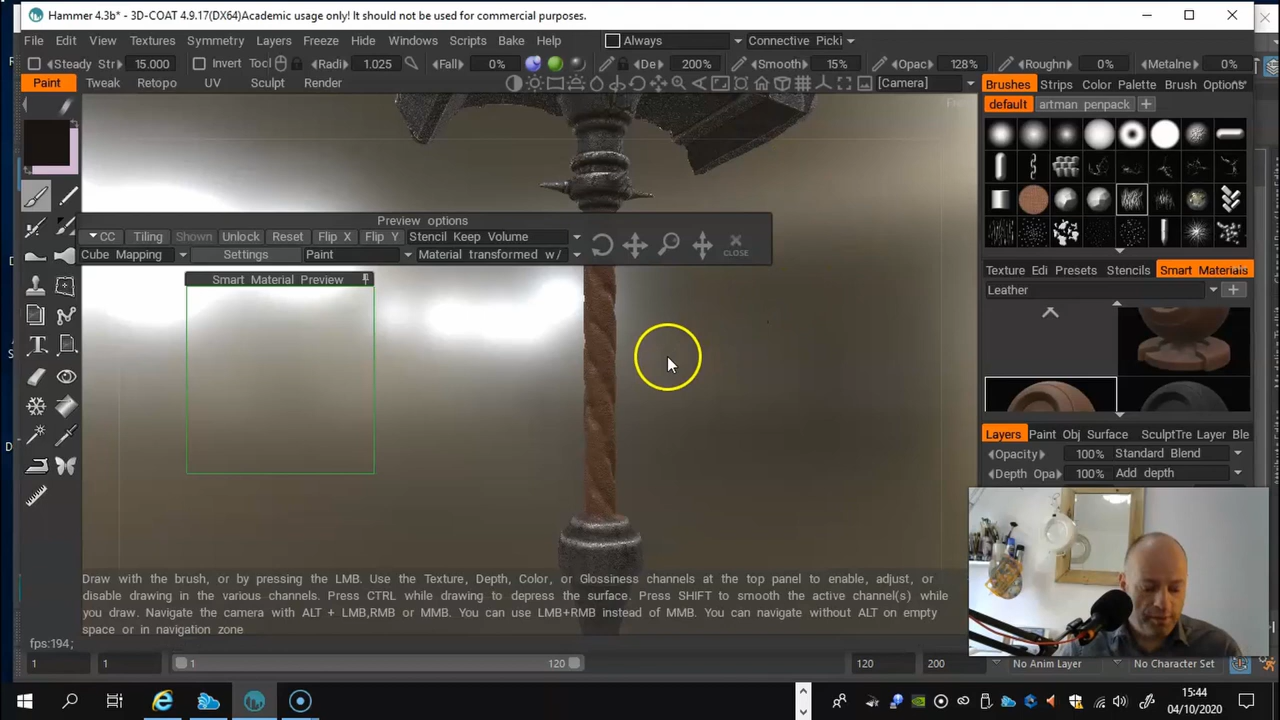 Hammer 4.3b* - 3D-COAT 4.9.17(DX64)Academic usage only! It should not be used for commercial purposes.
File Edit View Textures Symmetry Layers Freeze Hide Windows Scripts Bake Help Always Connective Picki
Steady Str 15.000 Invert Tool Radi 1.025 Fall 0% De 200% Smooth 15% Opac 128% Roughn 0% Metalne 0%
Paint Tweak Retopo UV Sculpt Render [Camera] Brushes Strips Color Palette Brush Options
default artman penpack
Preview options
CC Tiling Shown Unlock Reset Flip X Flip Y Stencil Keep Volume
Cube Mapping Settings Paint Material transformed w/ CLOSE
Smart Material Preview
Texture Edi Presets Stencils Smart Materials
Leather
Layers Paint Obj Surface SculptTre Layer Ble
Opacity 100% Standard Blend
Depth Opa 100% Add depth
Draw with the brush, or by pressing the LMB. Use the Texture, Depth, Color, or Glossiness channels at the top panel to enable, adjust, or
disable drawing in the various channels. Press CTRL while drawing to depress the surface. Press SHIFT to smooth the active channel(s) while
you draw. Navigate the camera with ALT + LMB,RMB or MMB. You can use LMB+RMB instead of MMB. You can navigate without ALT on empty
space or in navigation zone
fps:194;
1 1 1 120 120 200 No Anim Layer No Character Set
15:44
04/10/2020